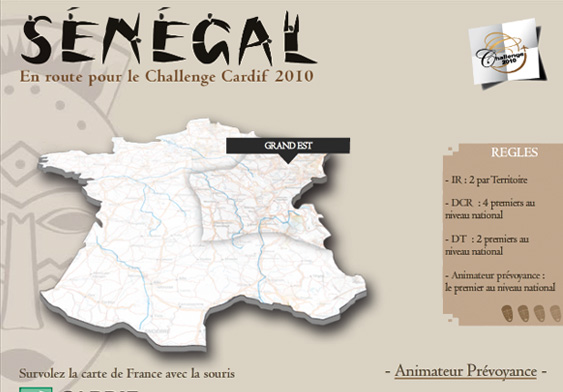 SÉNÉGAL
En route pour le Challenge Cardif 2010
Challenge
2010
GRAND EST
REGLES
- IR : 2 par Territoire
- DCR : 4 premiers au
niveau national
- DT : 2 premiers au
niveau national
- Animateur prévoyance :
le premier au niveau national
Survolez la carte de France avec la souris
- Animateur Prévoyance -